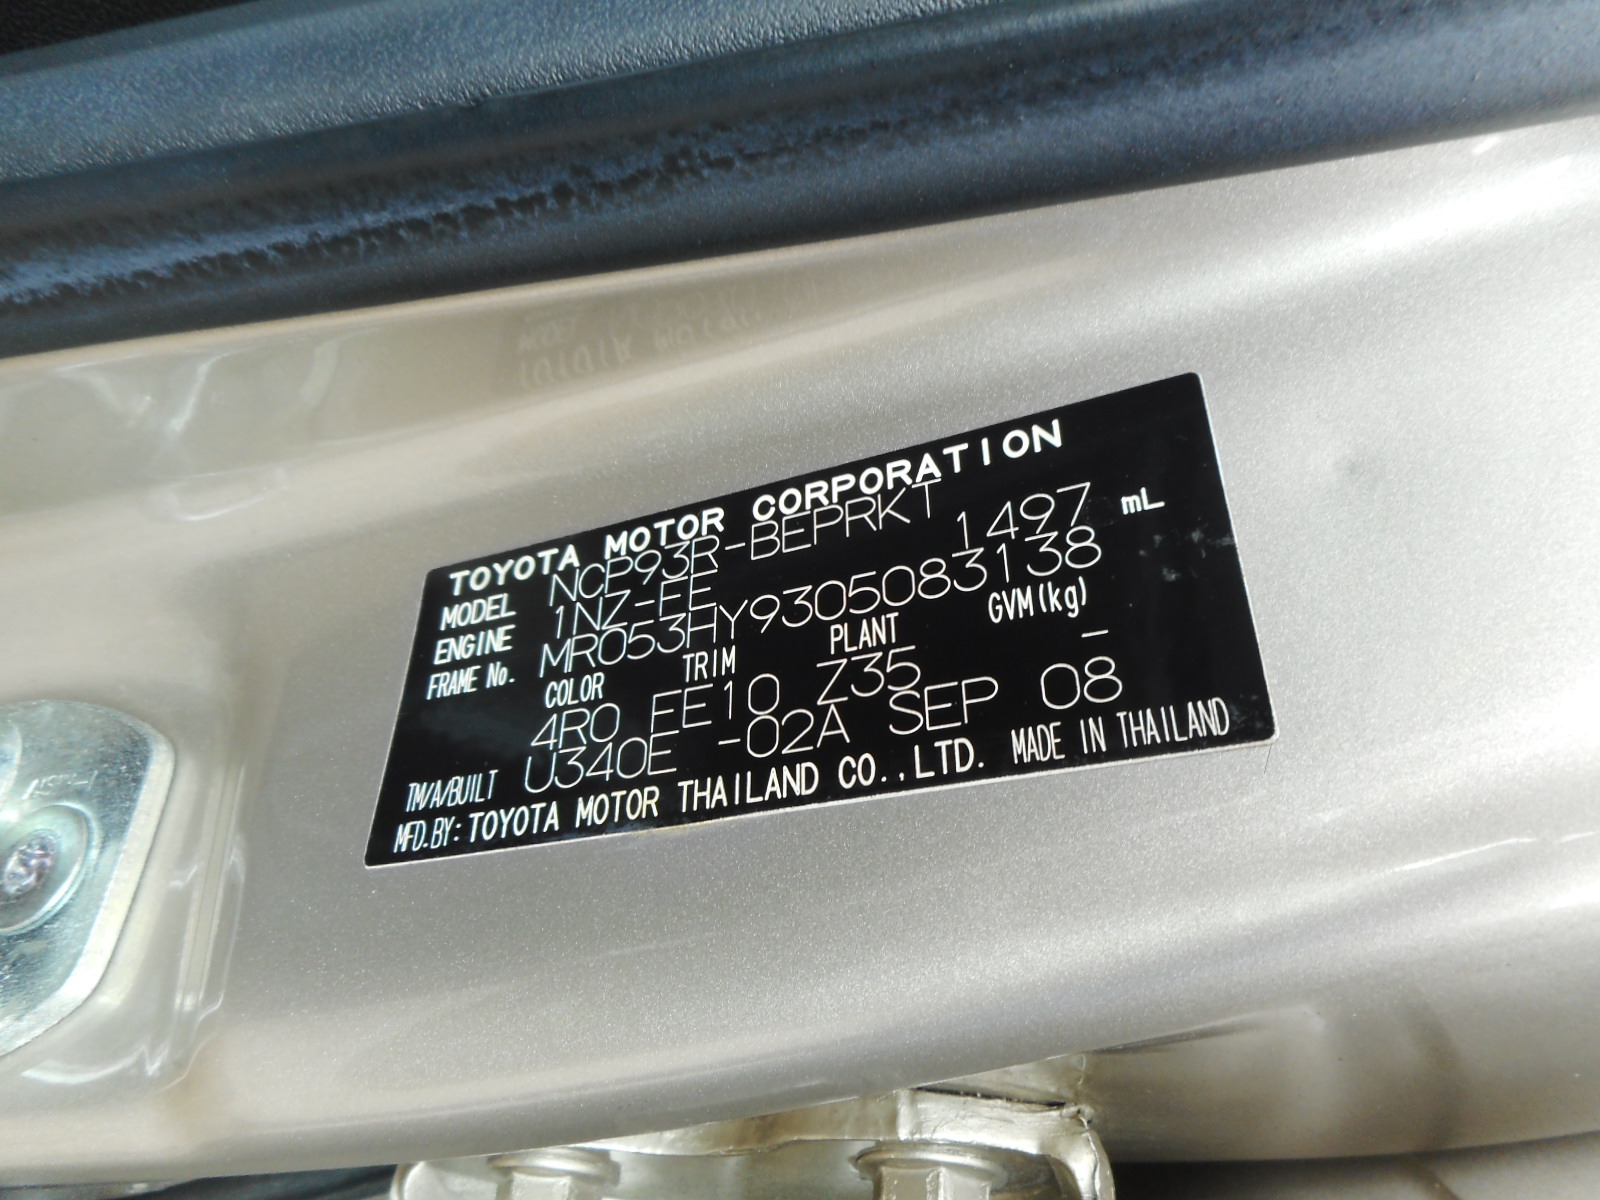 TOYOTA MOTOR CORPORATION
MODEL NCP93R-BEPRKT
ENGINE 1NZ-FE 1497 mL
FRAME No. MR053HY9305083138
COLOR TRIM PLANT GVM(kg)
4R0 FE10 Z35 –
TM/A/BUILT U340E -02A SEP 08
MFD.BY: TOYOTA MOTOR THAILAND CO.,LTD. MADE IN THAILAND